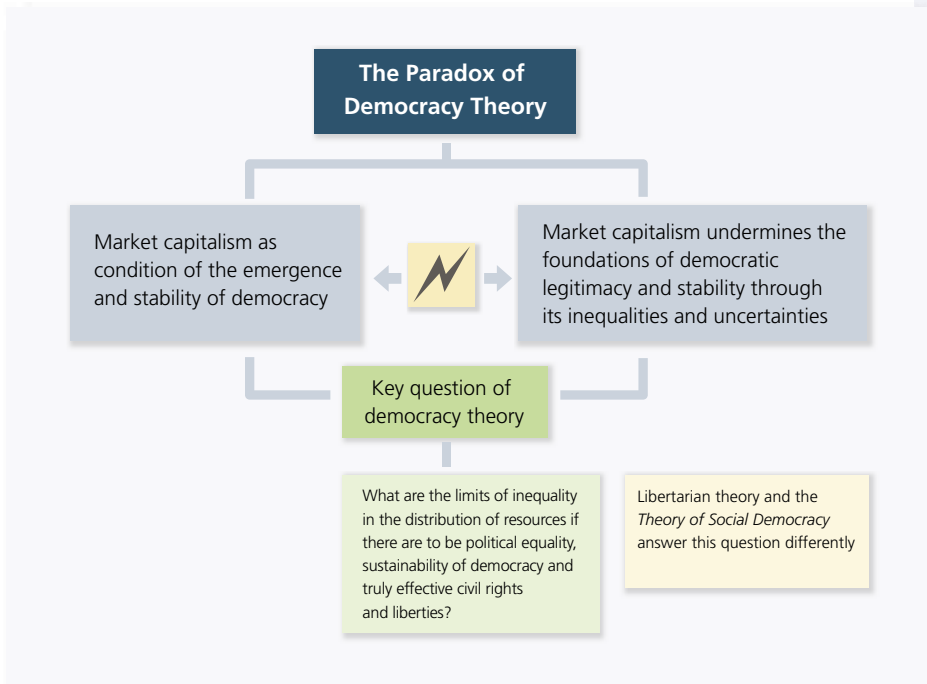 The Paradox of
Democracy Theory
Market capitalism as
condition of the emergence
and stability of democracy
Market capitalism undermines the
foundations of democratic
legitimacy and stability through
its inequalities and uncertainties
Key question of
democracy theory
What are the limits of inequality
in the distribution of resources if
there are to be political equality,
sustainability of democracy and
truly effective civil rights
and liberties?
Libertarian theory and the
Theory of Social Democracy
answer this question differently